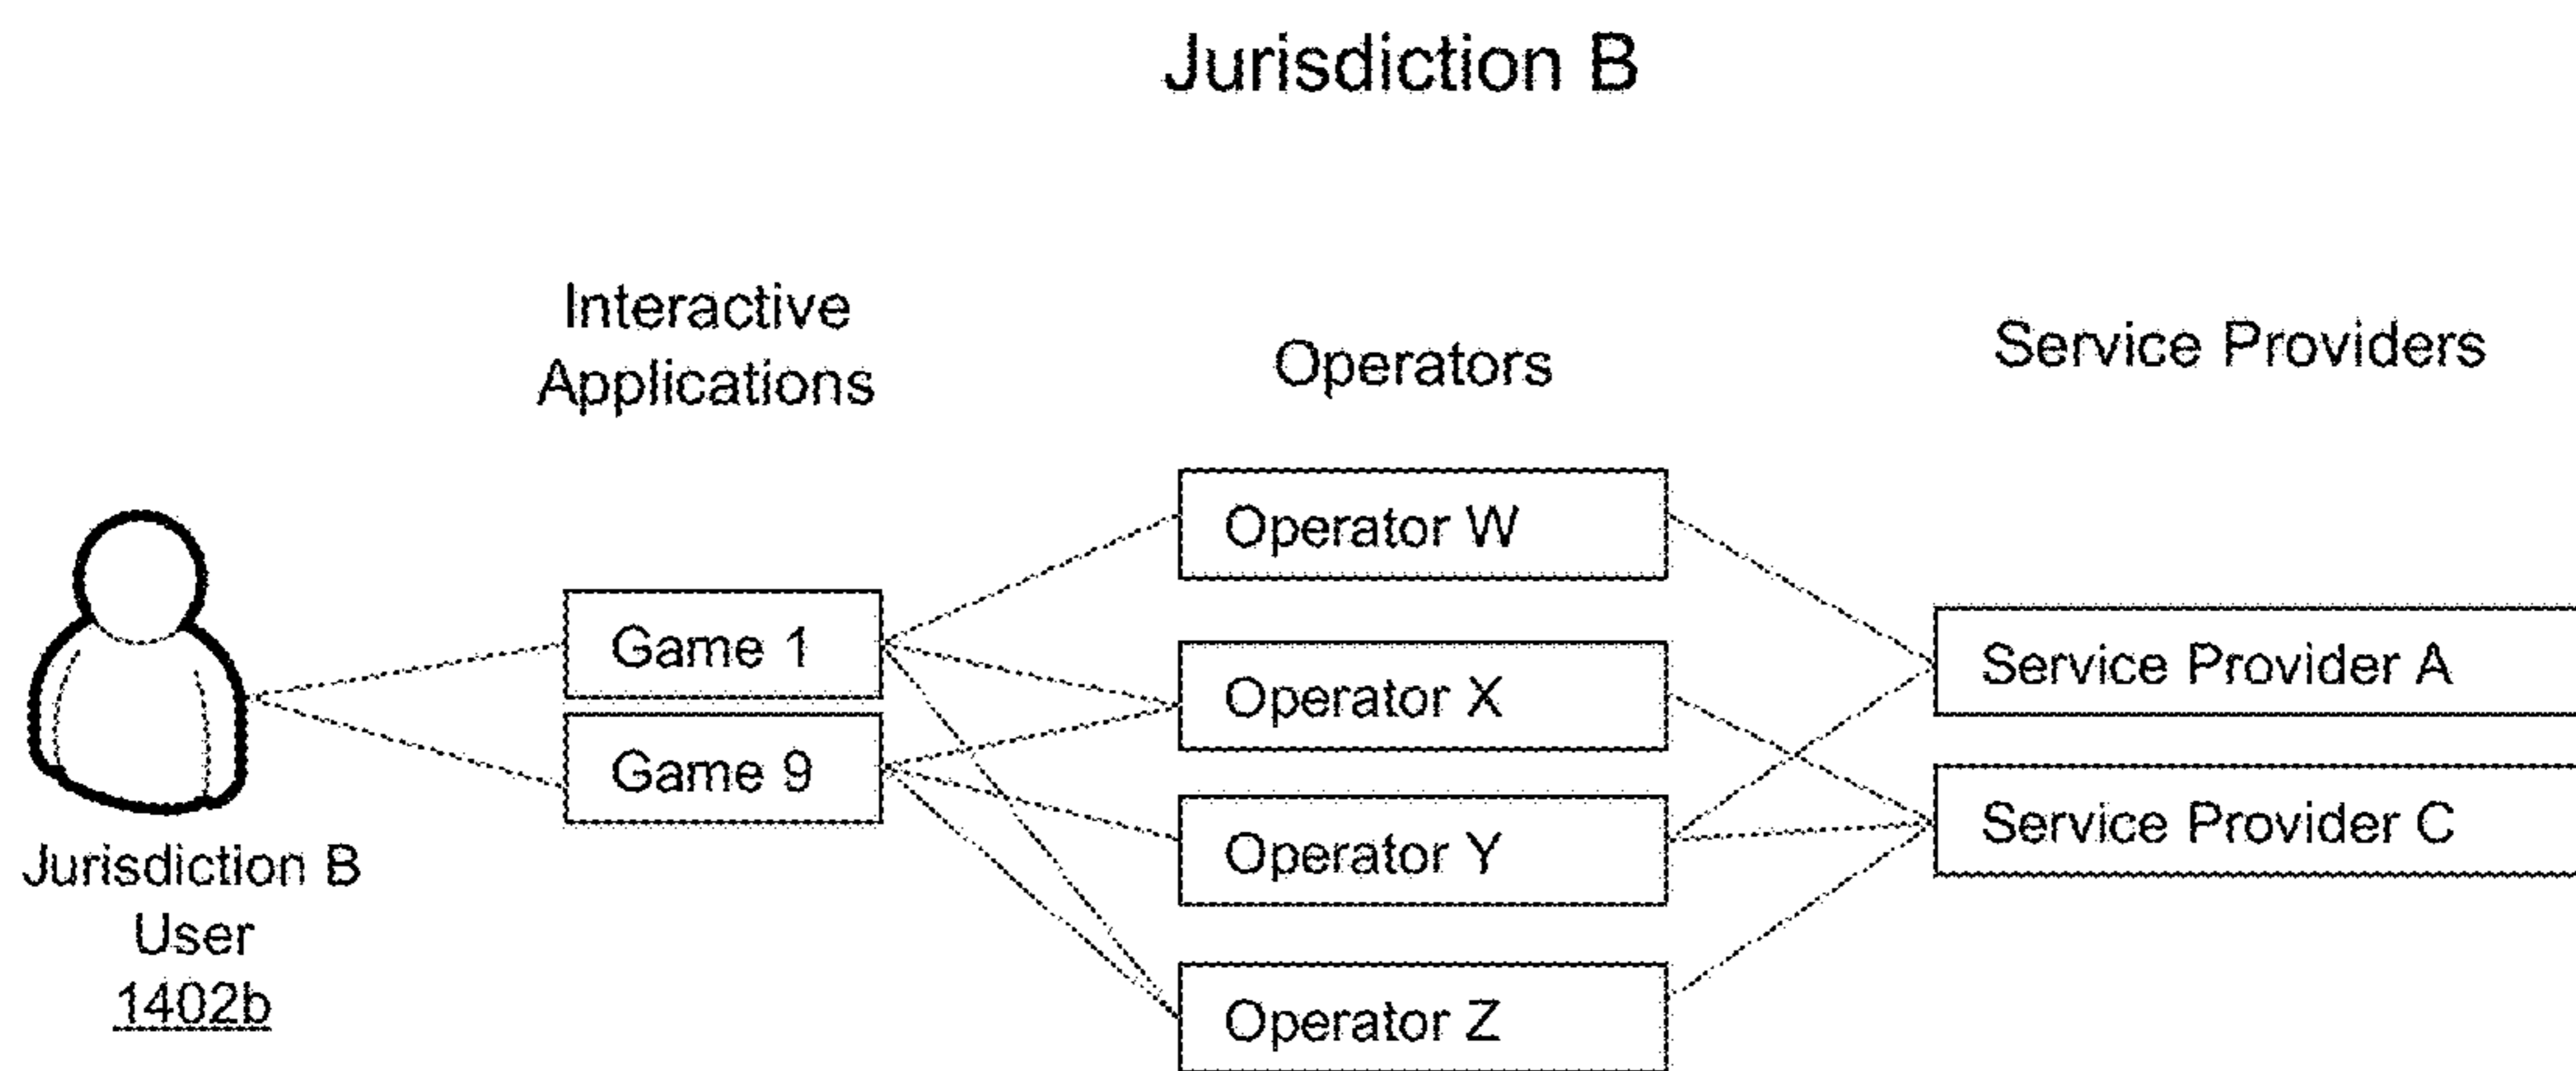 Jurisdiction B
Interactive
Applications
Operators
Service Providers
Operator W
Game 1
Service Provider A
Operator X
Game 9
Service Provider C
Operator Y
Jurisdiction B
User
1402b
Operator Z